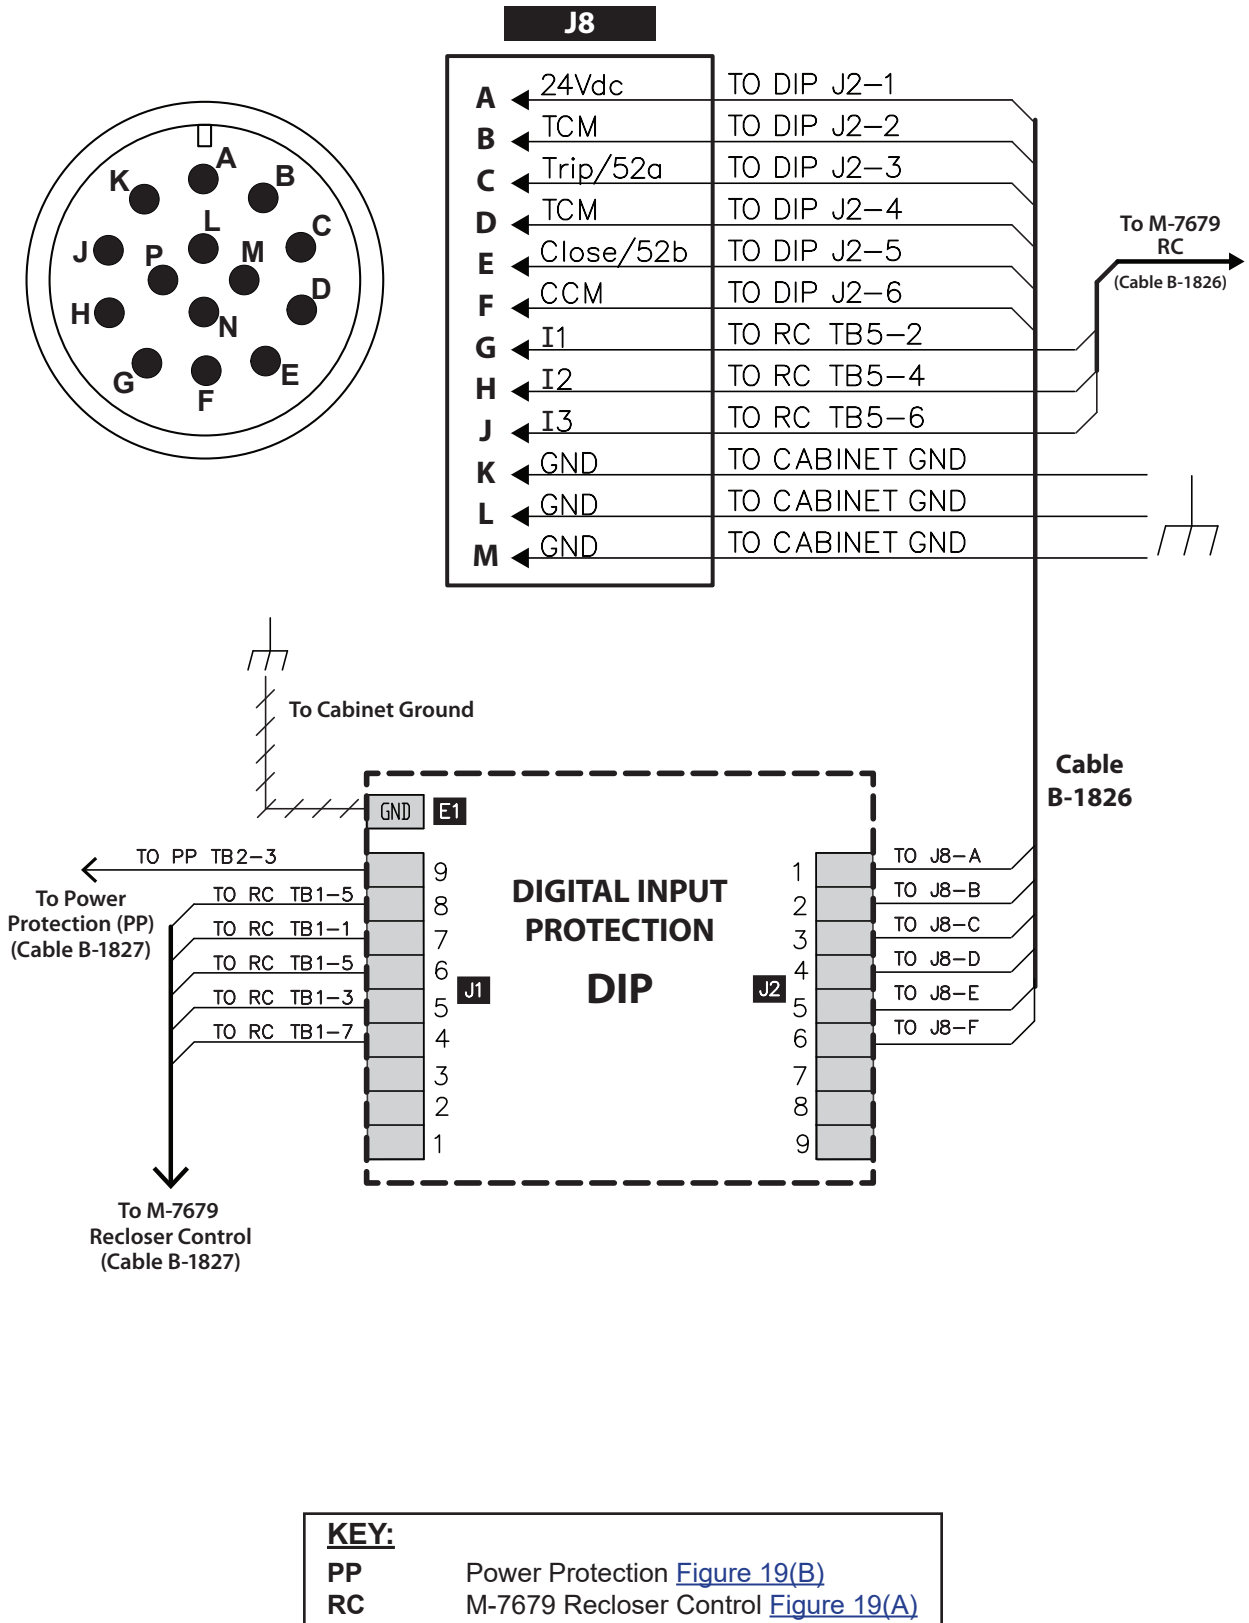 J8
A 24Vdc TO DIP J2-1
B TCM TO DIP J2-2
C Trip/52a TO DIP J2-3
D TCM TO DIP J2-4
E Close/52b TO DIP J2-5
F CCM TO DIP J2-6
G I1 TO RC TB5-2
H I2 TO RC TB5-4
J I3 TO RC TB5-6
K GND TO CABINET GND
L GND TO CABINET GND
M GND TO CABINET GND
A
K
B
L
C
J
P
M
D
H
N
G
E
F
To M-7679
RC
(Cable B-1826)
To Cabinet Ground
Cable
B-1826
GND E1
TO PP TB2-3
9
To Power
Protection (PP)
(Cable B-1827)
TO RC TB1-5
8
TO RC TB1-1
7
TO RC TB1-5
6
TO RC TB1-3
5
TO RC TB1-7
4
3
2
1
J1
DIGITAL INPUT
PROTECTION
DIP
J2
1 TO J8-A
2 TO J8-B
3 TO J8-C
4 TO J8-D
5 TO J8-E
6 TO J8-F
7
8
9
To M-7679
Recloser Control
(Cable B-1827)
KEY:
PP Power Protection Figure 19(B)
RC M-7679 Recloser Control Figure 19(A)